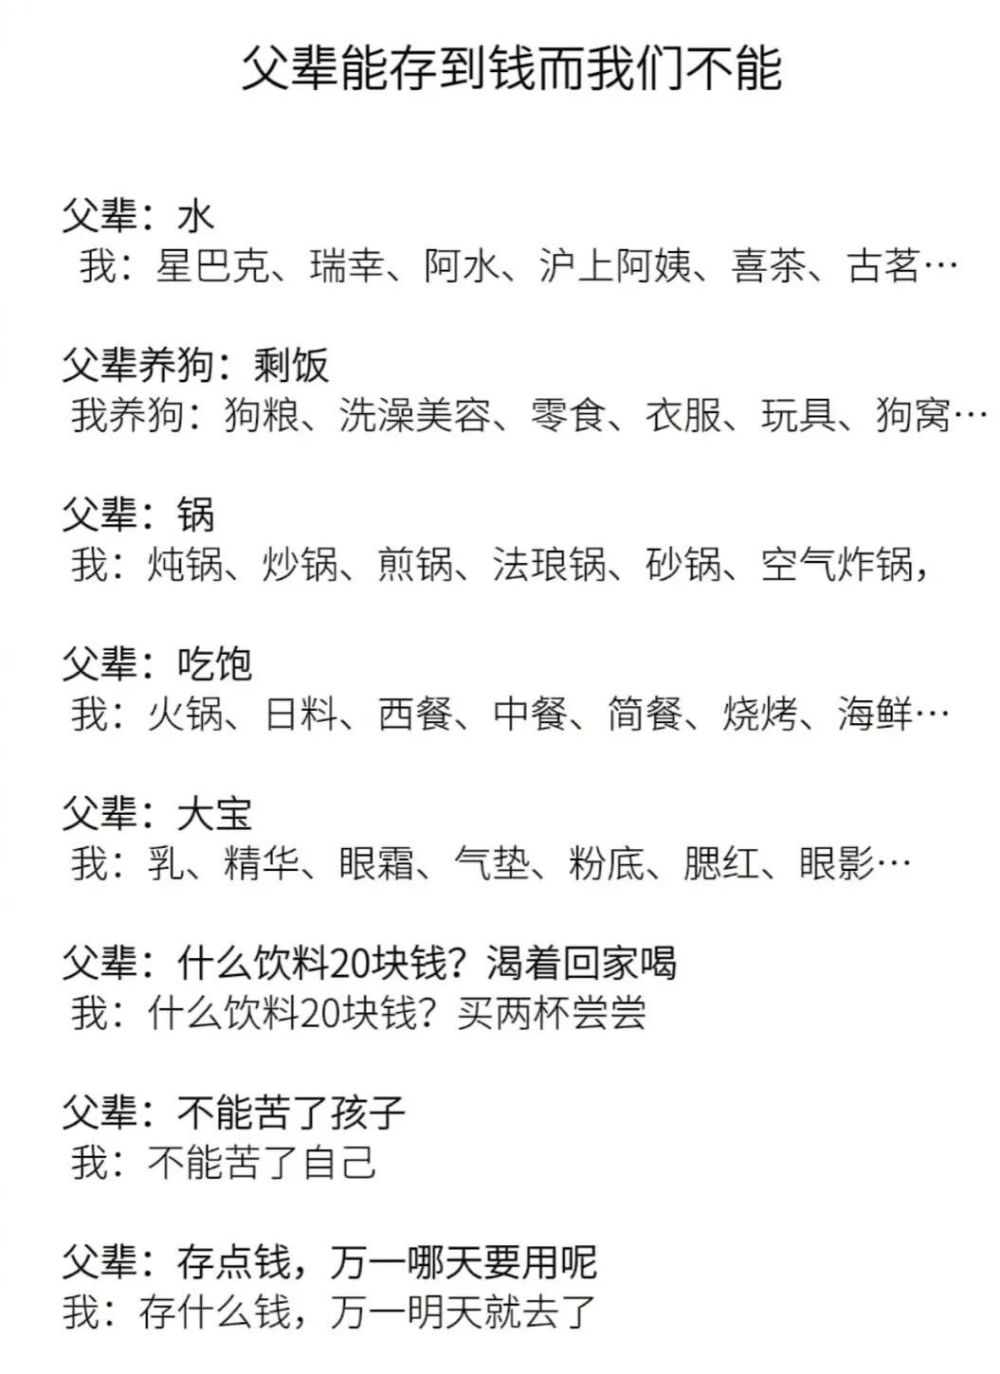 父辈能存到钱而我们不能
父辈：水
我：星巴克、瑞幸、阿水、沪上阿姨、喜茶、古茗…
父辈养狗：剩饭
我养狗：狗粮、洗澡美容、零食、衣服、玩具、狗窝…
父辈：锅
我：炖锅、炒锅、煎锅、法琅锅、砂锅、空气炸锅，
父辈：吃饱
我：火锅、日料、西餐、中餐、简餐、烧烤、海鲜…
父辈：大宝
我：乳、精华、眼霜、气垫、粉底、腮红、眼影…
父辈：什么饮料20块钱？渴着回家喝
我：什么饮料20块钱？买两杯尝尝
父辈：不能苦了孩子
我：不能苦了自己
父辈：存点钱，万一哪天要用呢
我：存什么钱，万一明天就去了